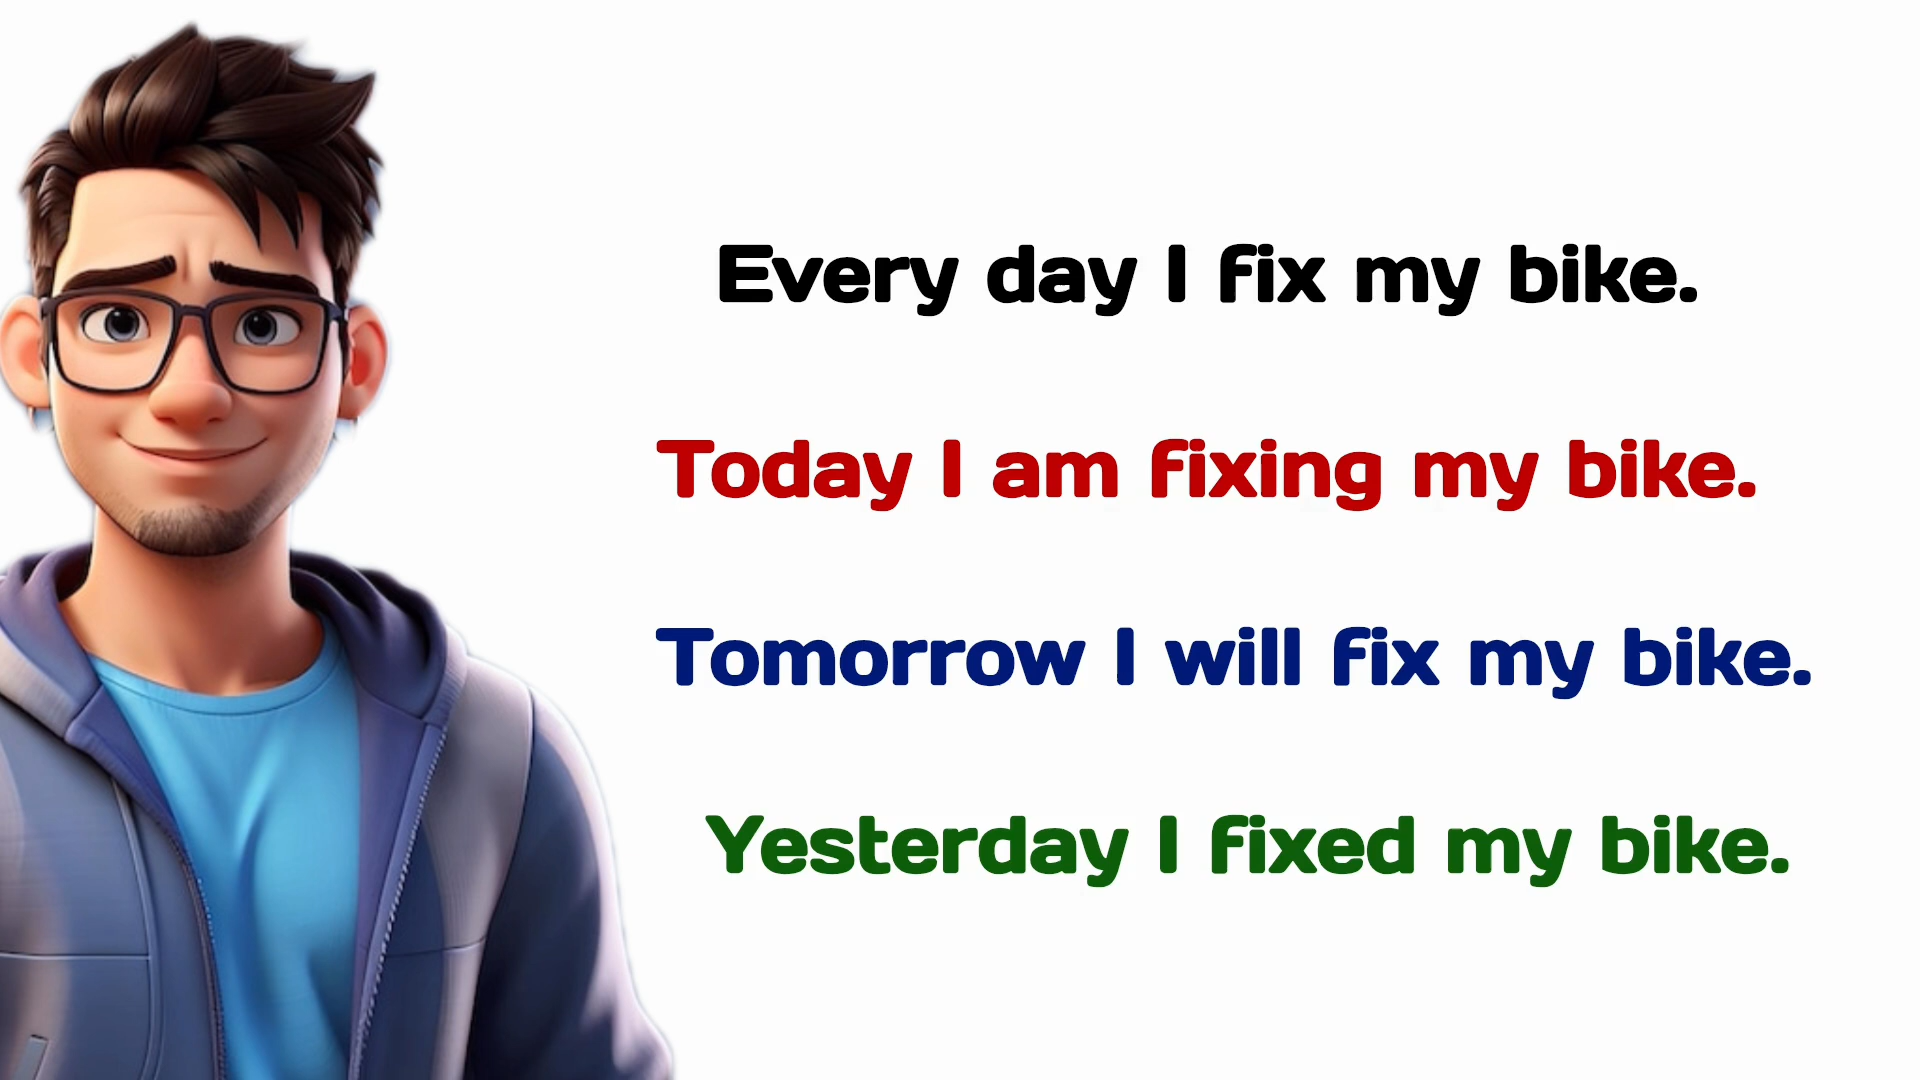 Every day I fix my bike.
Today I am fixing my bike.
Tomorrow I will fix my bike.
Yesterday I fixed my bike.